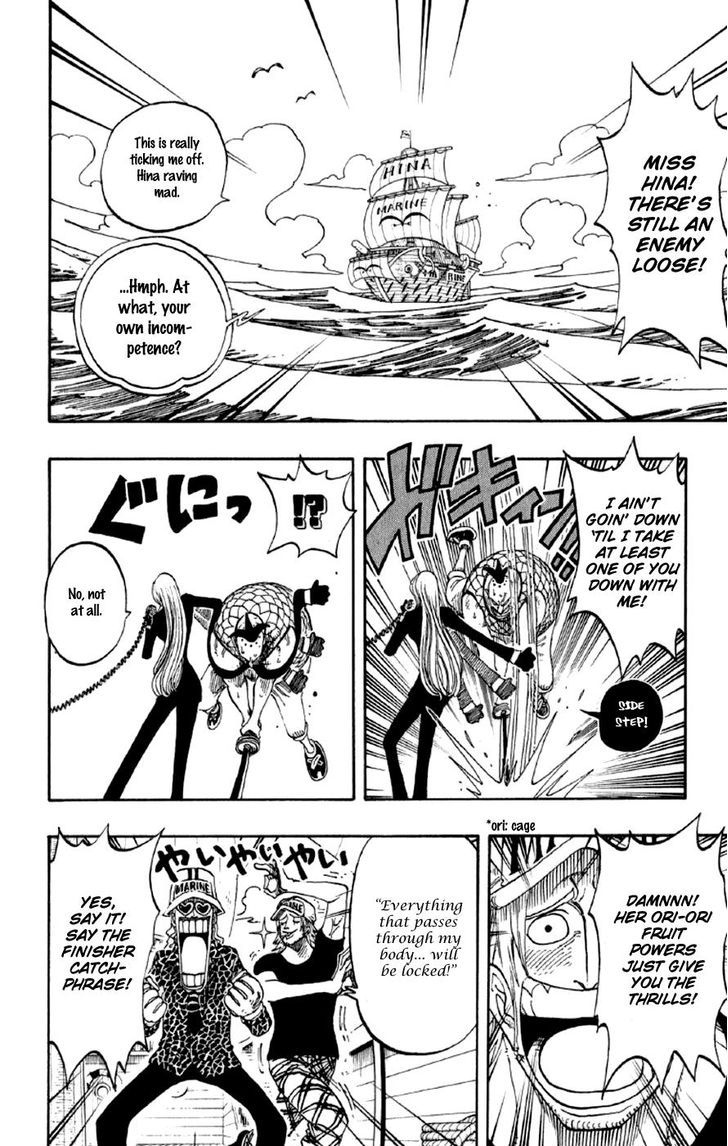 MISS
HINA!
THERE'S
STILL AN
ENEMY
LOOSE!
This is really
ticking me off.
Hina raving
mad.
HINA
MARINE
...Hmph. At
what, your
own incom-
petence?
I AIN'T
GOIN' DOWN
'TIL I TAKE
AT LEAST
ONE OF YOU
DOWN WITH
ME!
ガキィン!!
SIDE
STEP!
!?
ぐにっ
No, not
at all.
*ori: cage
DAMNNN!
HER ORI-ORI
FRUIT
POWERS
JUST GIVE
YOU THE
THRILLS!
"Everything
that passes
through my
body... will
be locked!"
やいやいやい
MARINE
YES,
SAY IT!
SAY THE
FINISHER
CATCH-
PHRASE!